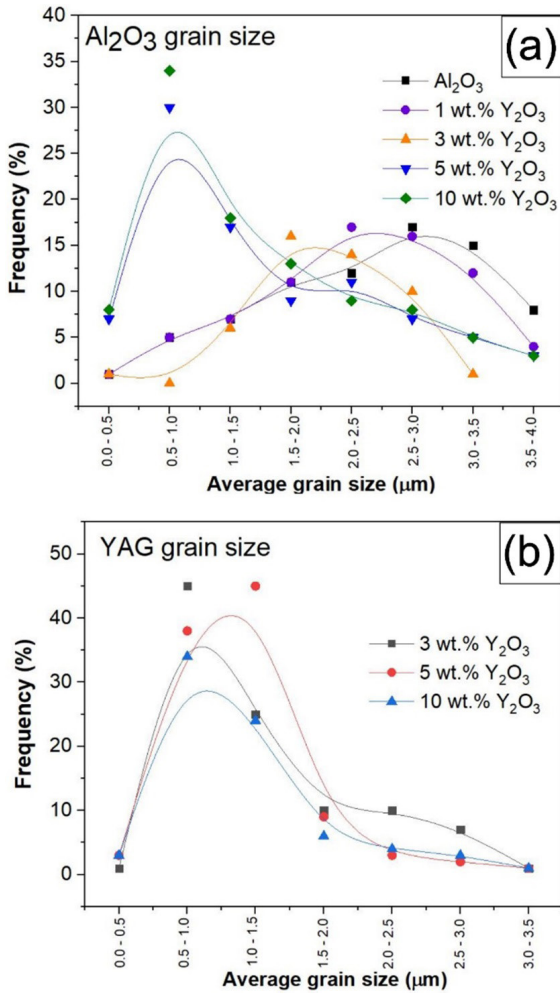 Al₂O₃ grain size
(a)
Al₂O₃
1 wt.% Y₂O₃
3 wt.% Y₂O₃
5 wt.% Y₂O₃
10 wt.% Y₂O₃
Frequency (%)
40
35
30
25
20
15
10
5
0
0.0 - 0.5
0.5 - 1.0
1.0 - 1.5
1.5 - 2.0
2.0 - 2.5
2.5 - 3.0
3.0 - 3.5
3.5 - 4.0
Average grain size (μm)
YAG grain size
(b)
3 wt.% Y₂O₃
5 wt.% Y₂O₃
10 wt.% Y₂O₃
Frequency (%)
50
40
30
20
10
0
0.0 - 0.5
0.5 - 1.0
1.0 - 1.5
1.5 - 2.0
2.0 - 2.5
2.5 - 3.0
3.0 - 3.5
Average grain size (μm)